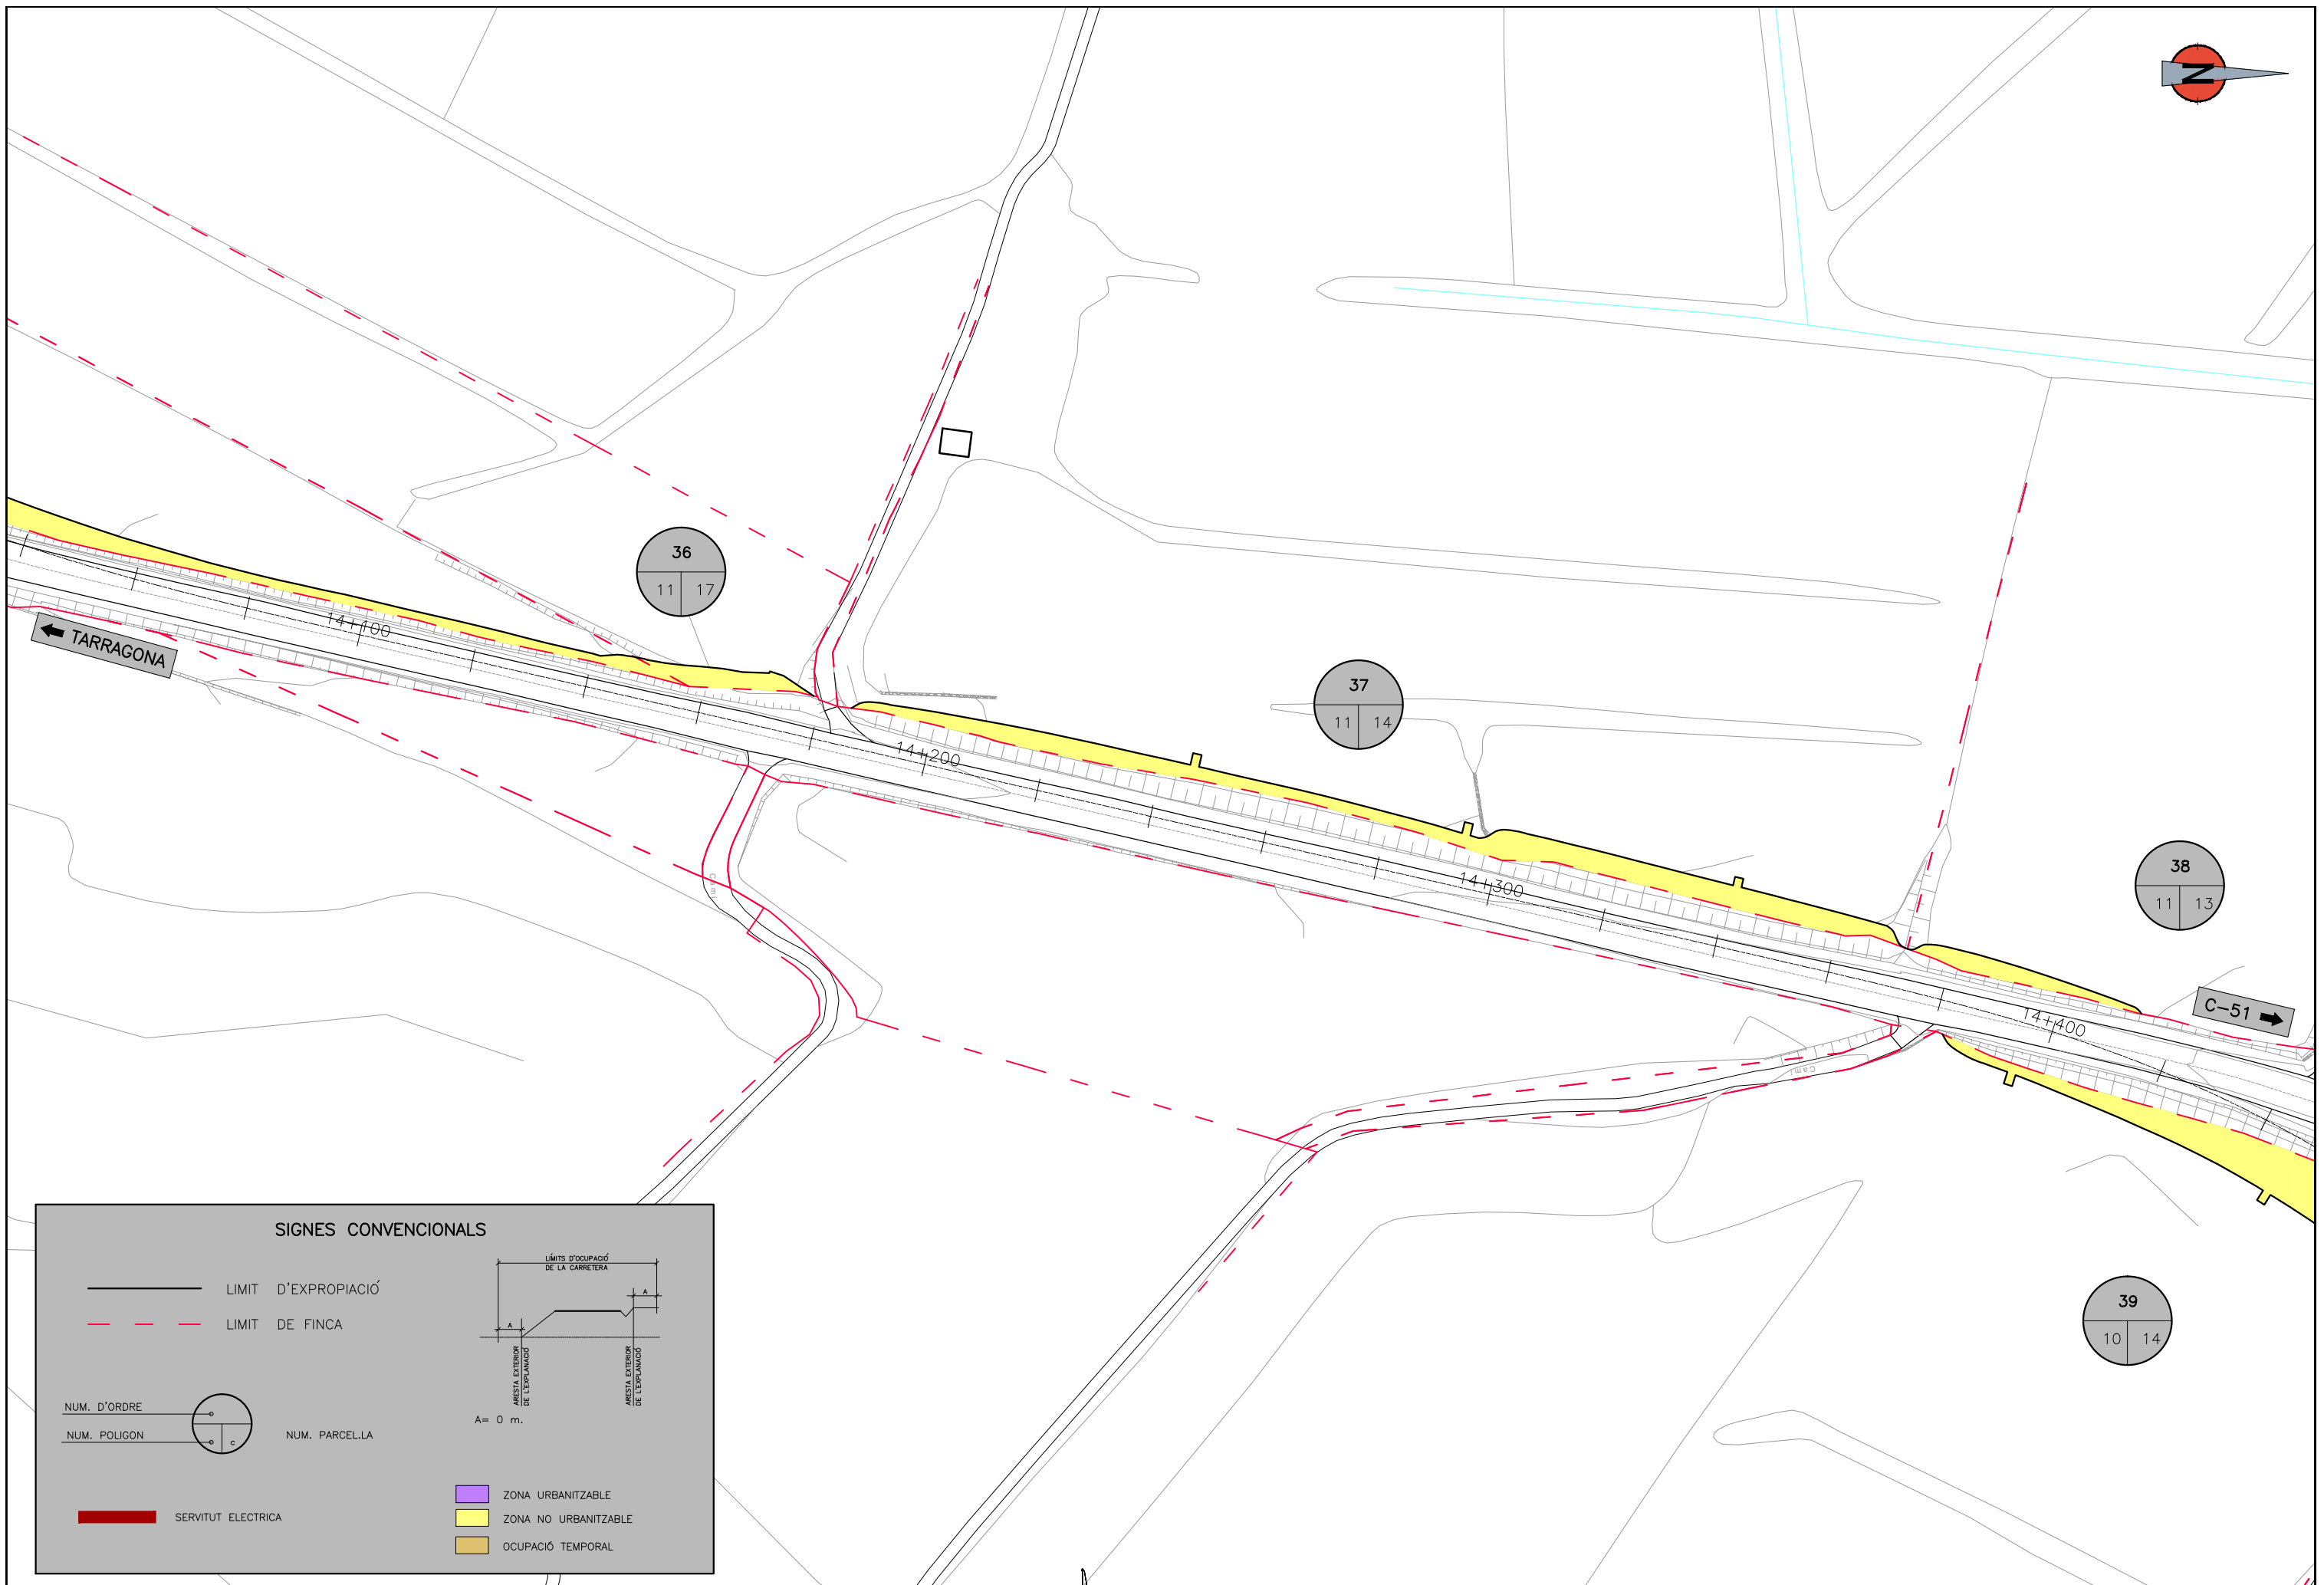 N
36
11 17
14+100
TARRAGONA
37
11 14
14+200
38
11 13
14+300
C-51
14+400
camí
camí
39
10 14
SIGNES CONVENCIONALS
LIMIT D'EXPROPIACIÓ
LIMIT DE FINCA
LÍMITS D'OCUPACIÓ
DE LA CARRETERA
A
A
ARESTA EXTERIOR
DE L'EXPLANACIÓ
ARESTA EXTERIOR
DE L'EXPLANACIÓ
A= 0 m.
NUM. D'ORDRE
NUM. POLIGON
C
NUM. PARCEL.LA
SERVITUT ELECTRICA
ZONA URBANITZABLE
ZONA NO URBANITZABLE
OCUPACIÓ TEMPORAL